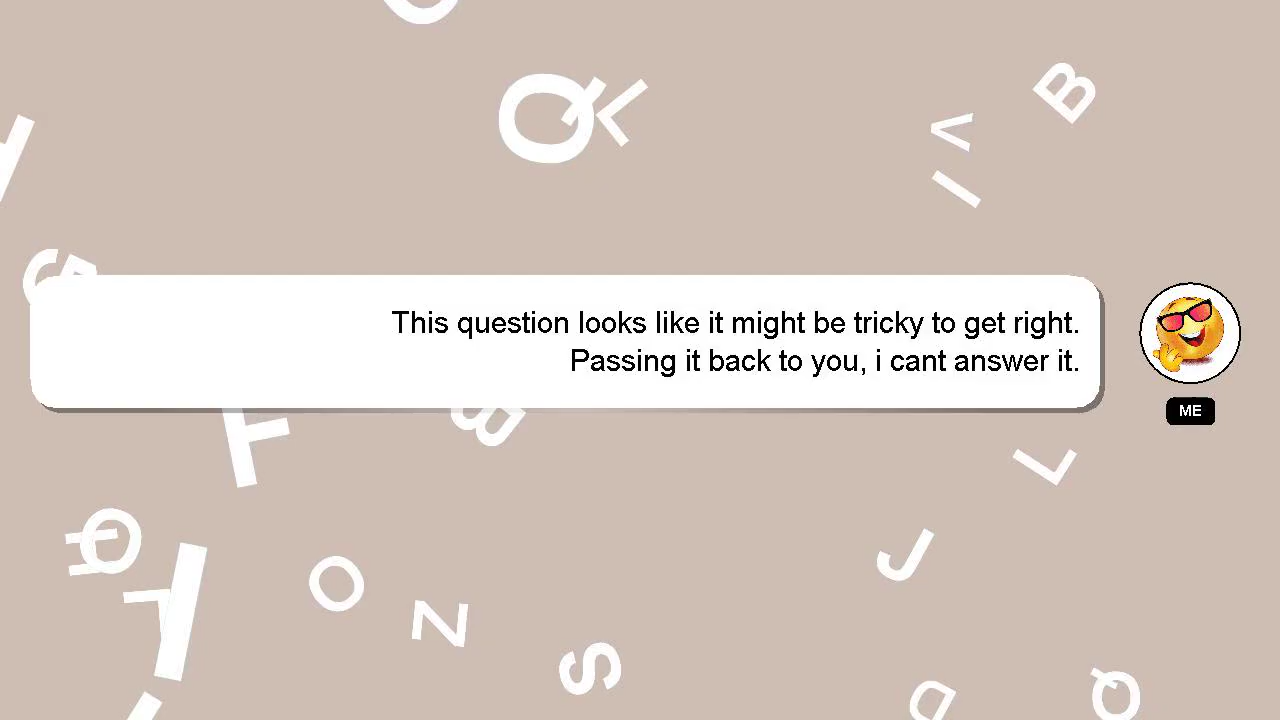 This question looks like it might be tricky to get right.
Passing it back to you, i cant answer it.
ME